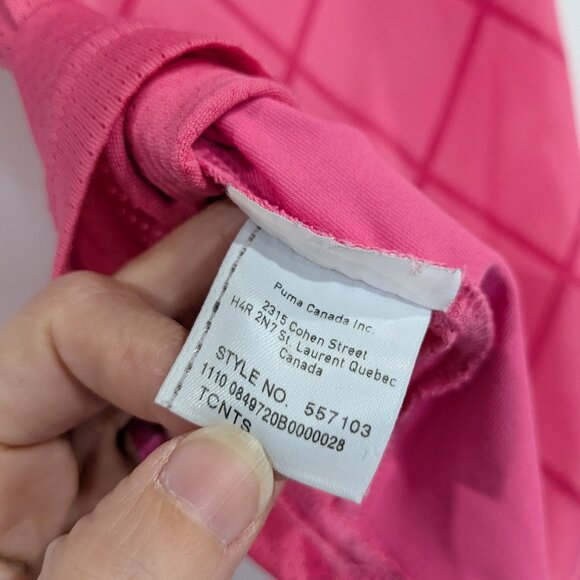 Puma Canada Inc.
2315 Cohen Street
H4R 2N7 St. Laurent Quebec
Canada
STYLE NO. 557103
1110 0849720B0000028
TCNTS